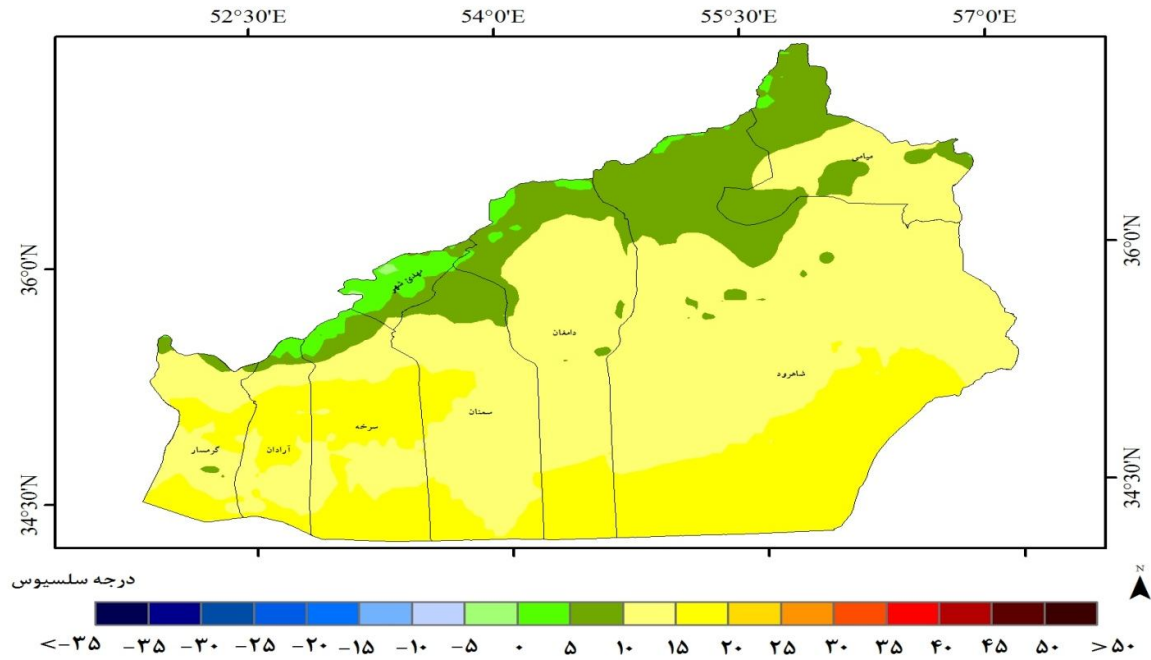 52°30'E 54°0'E 55°30'E 57°0'E
میامی
36°0'N
36°0'N
مهدی شهر
دامغان
شاهرود
سمنان
سرخه
آرادان
گرمسار
34°30'N
34°30'N
درجه سلسیوس
N
<-۳۵ -۳۵ -۳۰ -۲۵ -۲۰ -۱۵ -۱۰ -۵ ۰ ۵ ۱۰ ۱۵ ۲۰ ۲۵ ۳۰ ۳۵ ۴۰ ۴۵ ۵۰ >۵۰